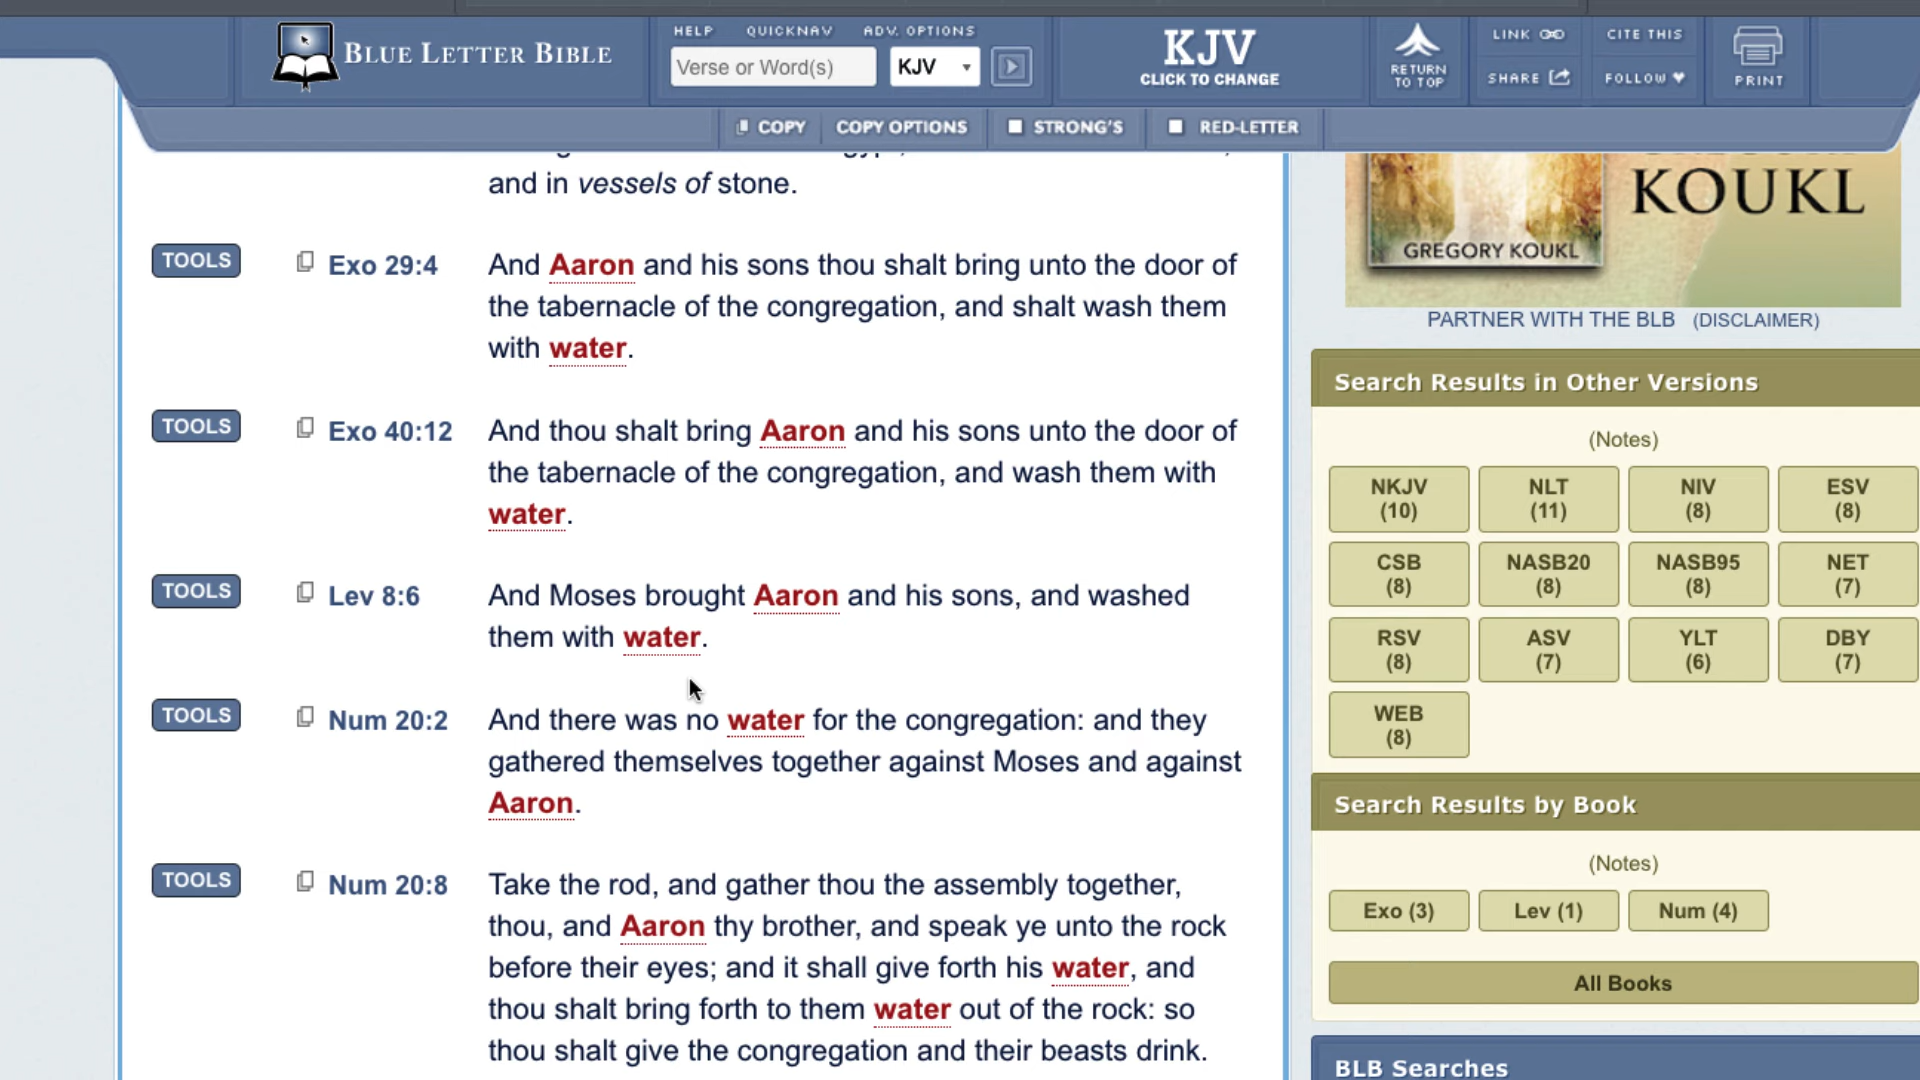 BLUE LETTER BIBLE
HELP QUICKNAV ADV. OPTIONS
Verse or Word(s) KJV
KJV
CLICK TO CHANGE
RETURN
TO TOP
LINK
SHARE
CITE THIS
FOLLOW
PRINT
COPY COPY OPTIONS STRONG'S RED-LETTER
and in vessels of stone.
TOOLS Exo 29:4 And Aaron and his sons thou shalt bring unto the door of
the tabernacle of the congregation, and shalt wash them
with water.
TOOLS Exo 40:12 And thou shalt bring Aaron and his sons unto the door of
the tabernacle of the congregation, and wash them with
water.
TOOLS Lev 8:6 And Moses brought Aaron and his sons, and washed
them with water.
TOOLS Num 20:2 And there was no water for the congregation: and they
gathered themselves together against Moses and against
Aaron.
TOOLS Num 20:8 Take the rod, and gather thou the assembly together,
thou, and Aaron thy brother, and speak ye unto the rock
before their eyes; and it shall give forth his water, and
thou shalt bring forth to them water out of the rock: so
thou shalt give the congregation and their beasts drink.
KOUKL
GREGORY KOUKL
PARTNER WITH THE BLB (DISCLAIMER)
Search Results in Other Versions
(Notes)
NKJV (10) NLT (11) NIV (8) ESV (8)
CSB (8) NASB20 (8) NASB95 (8) NET (7)
RSV (8) ASV (7) YLT (6) DBY (7)
WEB (8)
Search Results by Book
(Notes)
Exo (3) Lev (1) Num (4)
All Books
BLB Searches